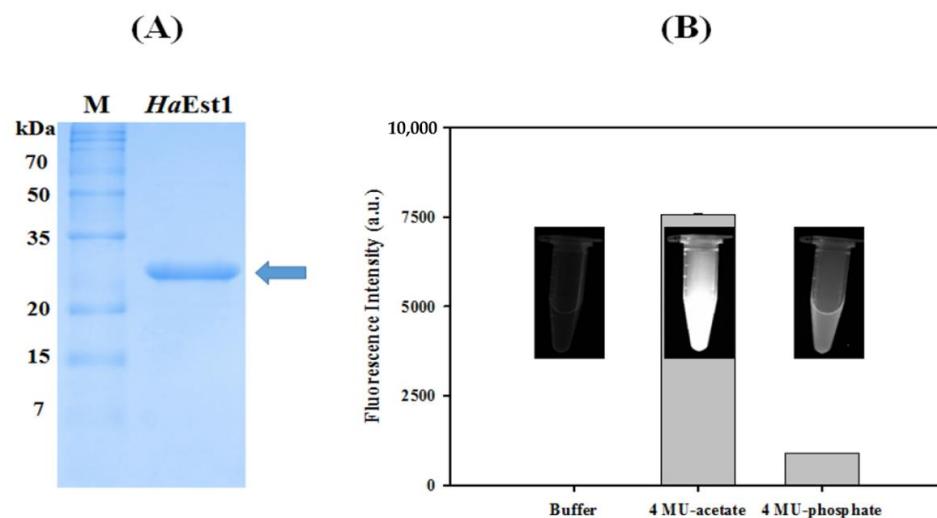 (A)
M HaEst1
kDa
70
50
35
20
15
7
(B)
Fluorescence Intensity (a.u.)
10,000
7500
5000
2500
0
Buffer 4 MU-acetate 4 MU-phosphate